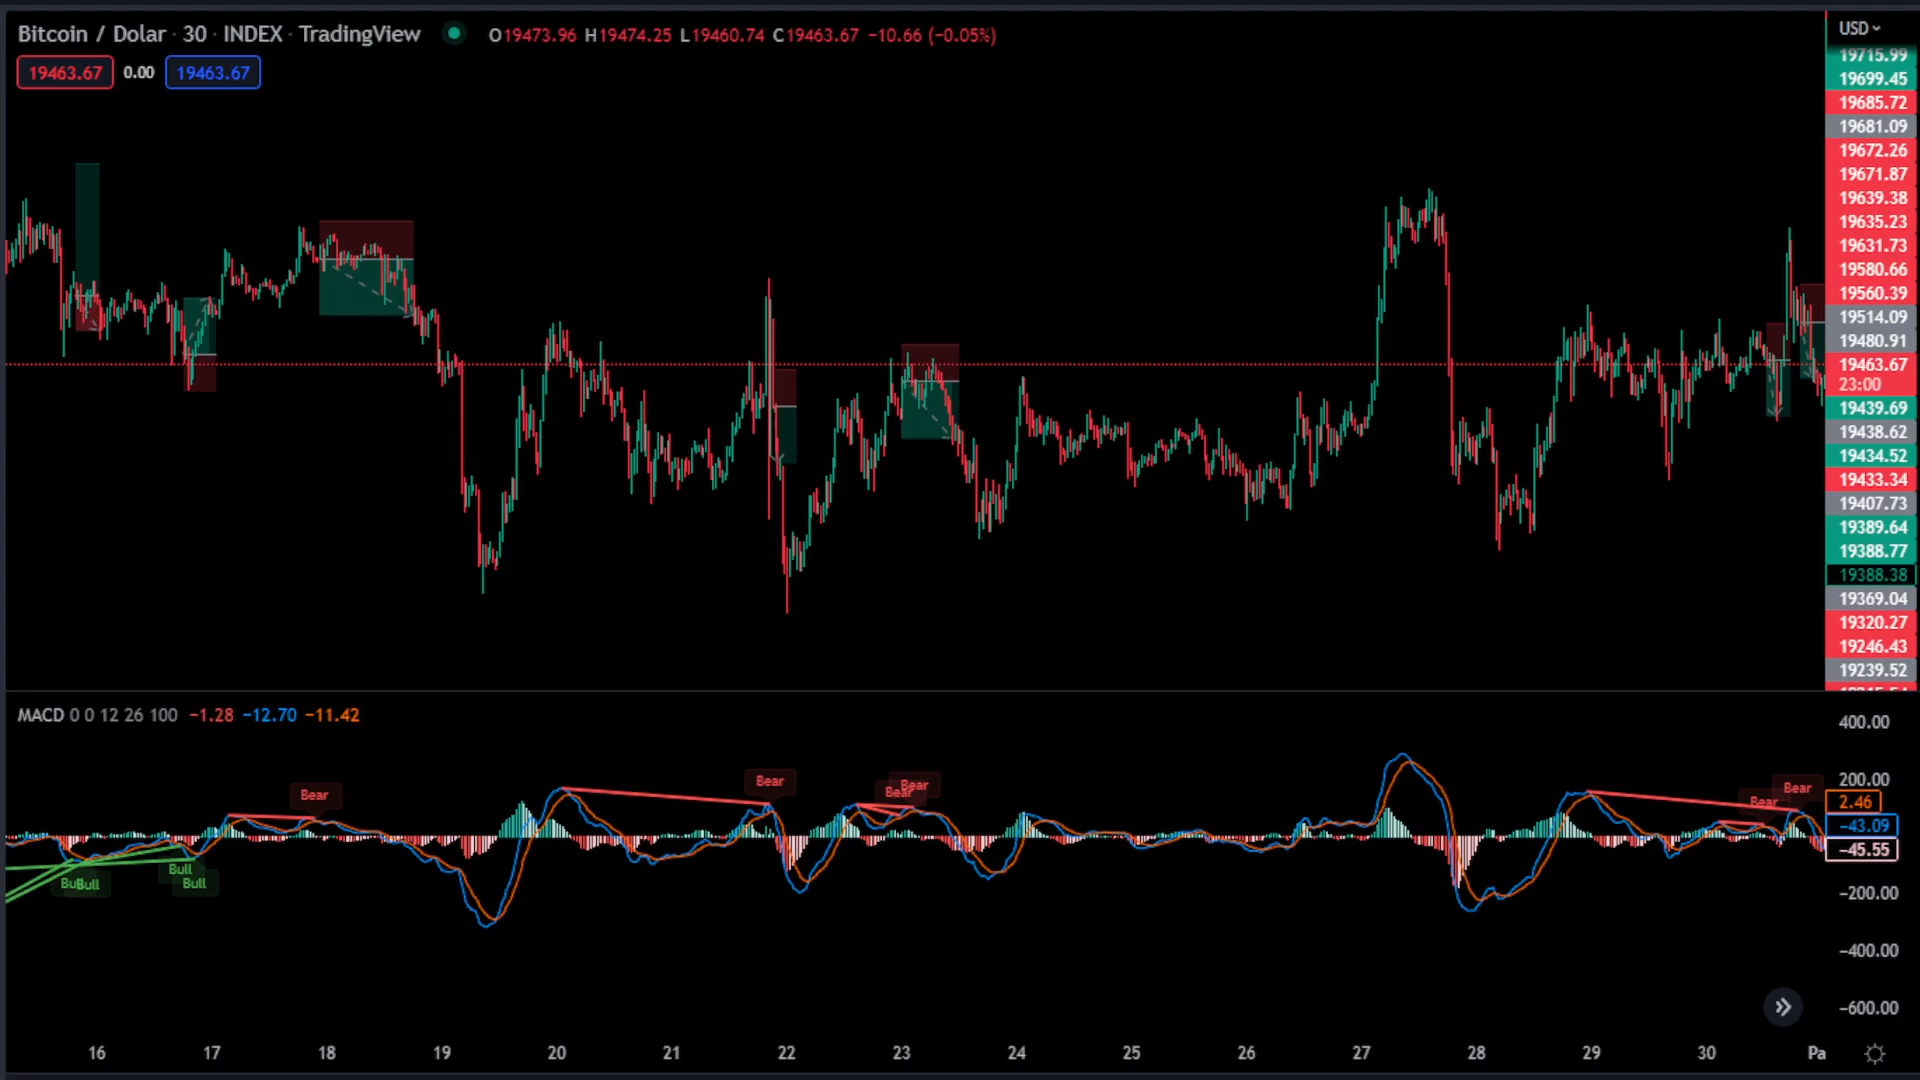 Bitcoin / Dolar · 30 · INDEX · TradingView O19473.96 H19474.25 L19460.74 C19463.67 −10.66 (−0.05%)
19463.67 0.00 19463.67
USD
19715.99
19699.45
19685.72
19681.09
19672.26
19671.87
19639.38
19635.23
19631.73
19580.66
19560.39
19514.09
19480.91
19463.67
23:00
19439.69
19438.62
19434.52
19433.34
19407.73
19389.64
19388.77
19388.38
19369.04
19320.27
19246.43
19239.52
MACD 0 0 12 26 100 −1.28 −12.70 −11.42
400.00
200.00
2.46
−43.09
−45.55
−200.00
−400.00
−600.00
Bear
Bear
Bear
Bear
Bear
Bear
Bull
Bull
Bull
16 17 18 19 20 21 22 23 24 25 26 27 28 29 30 Pa